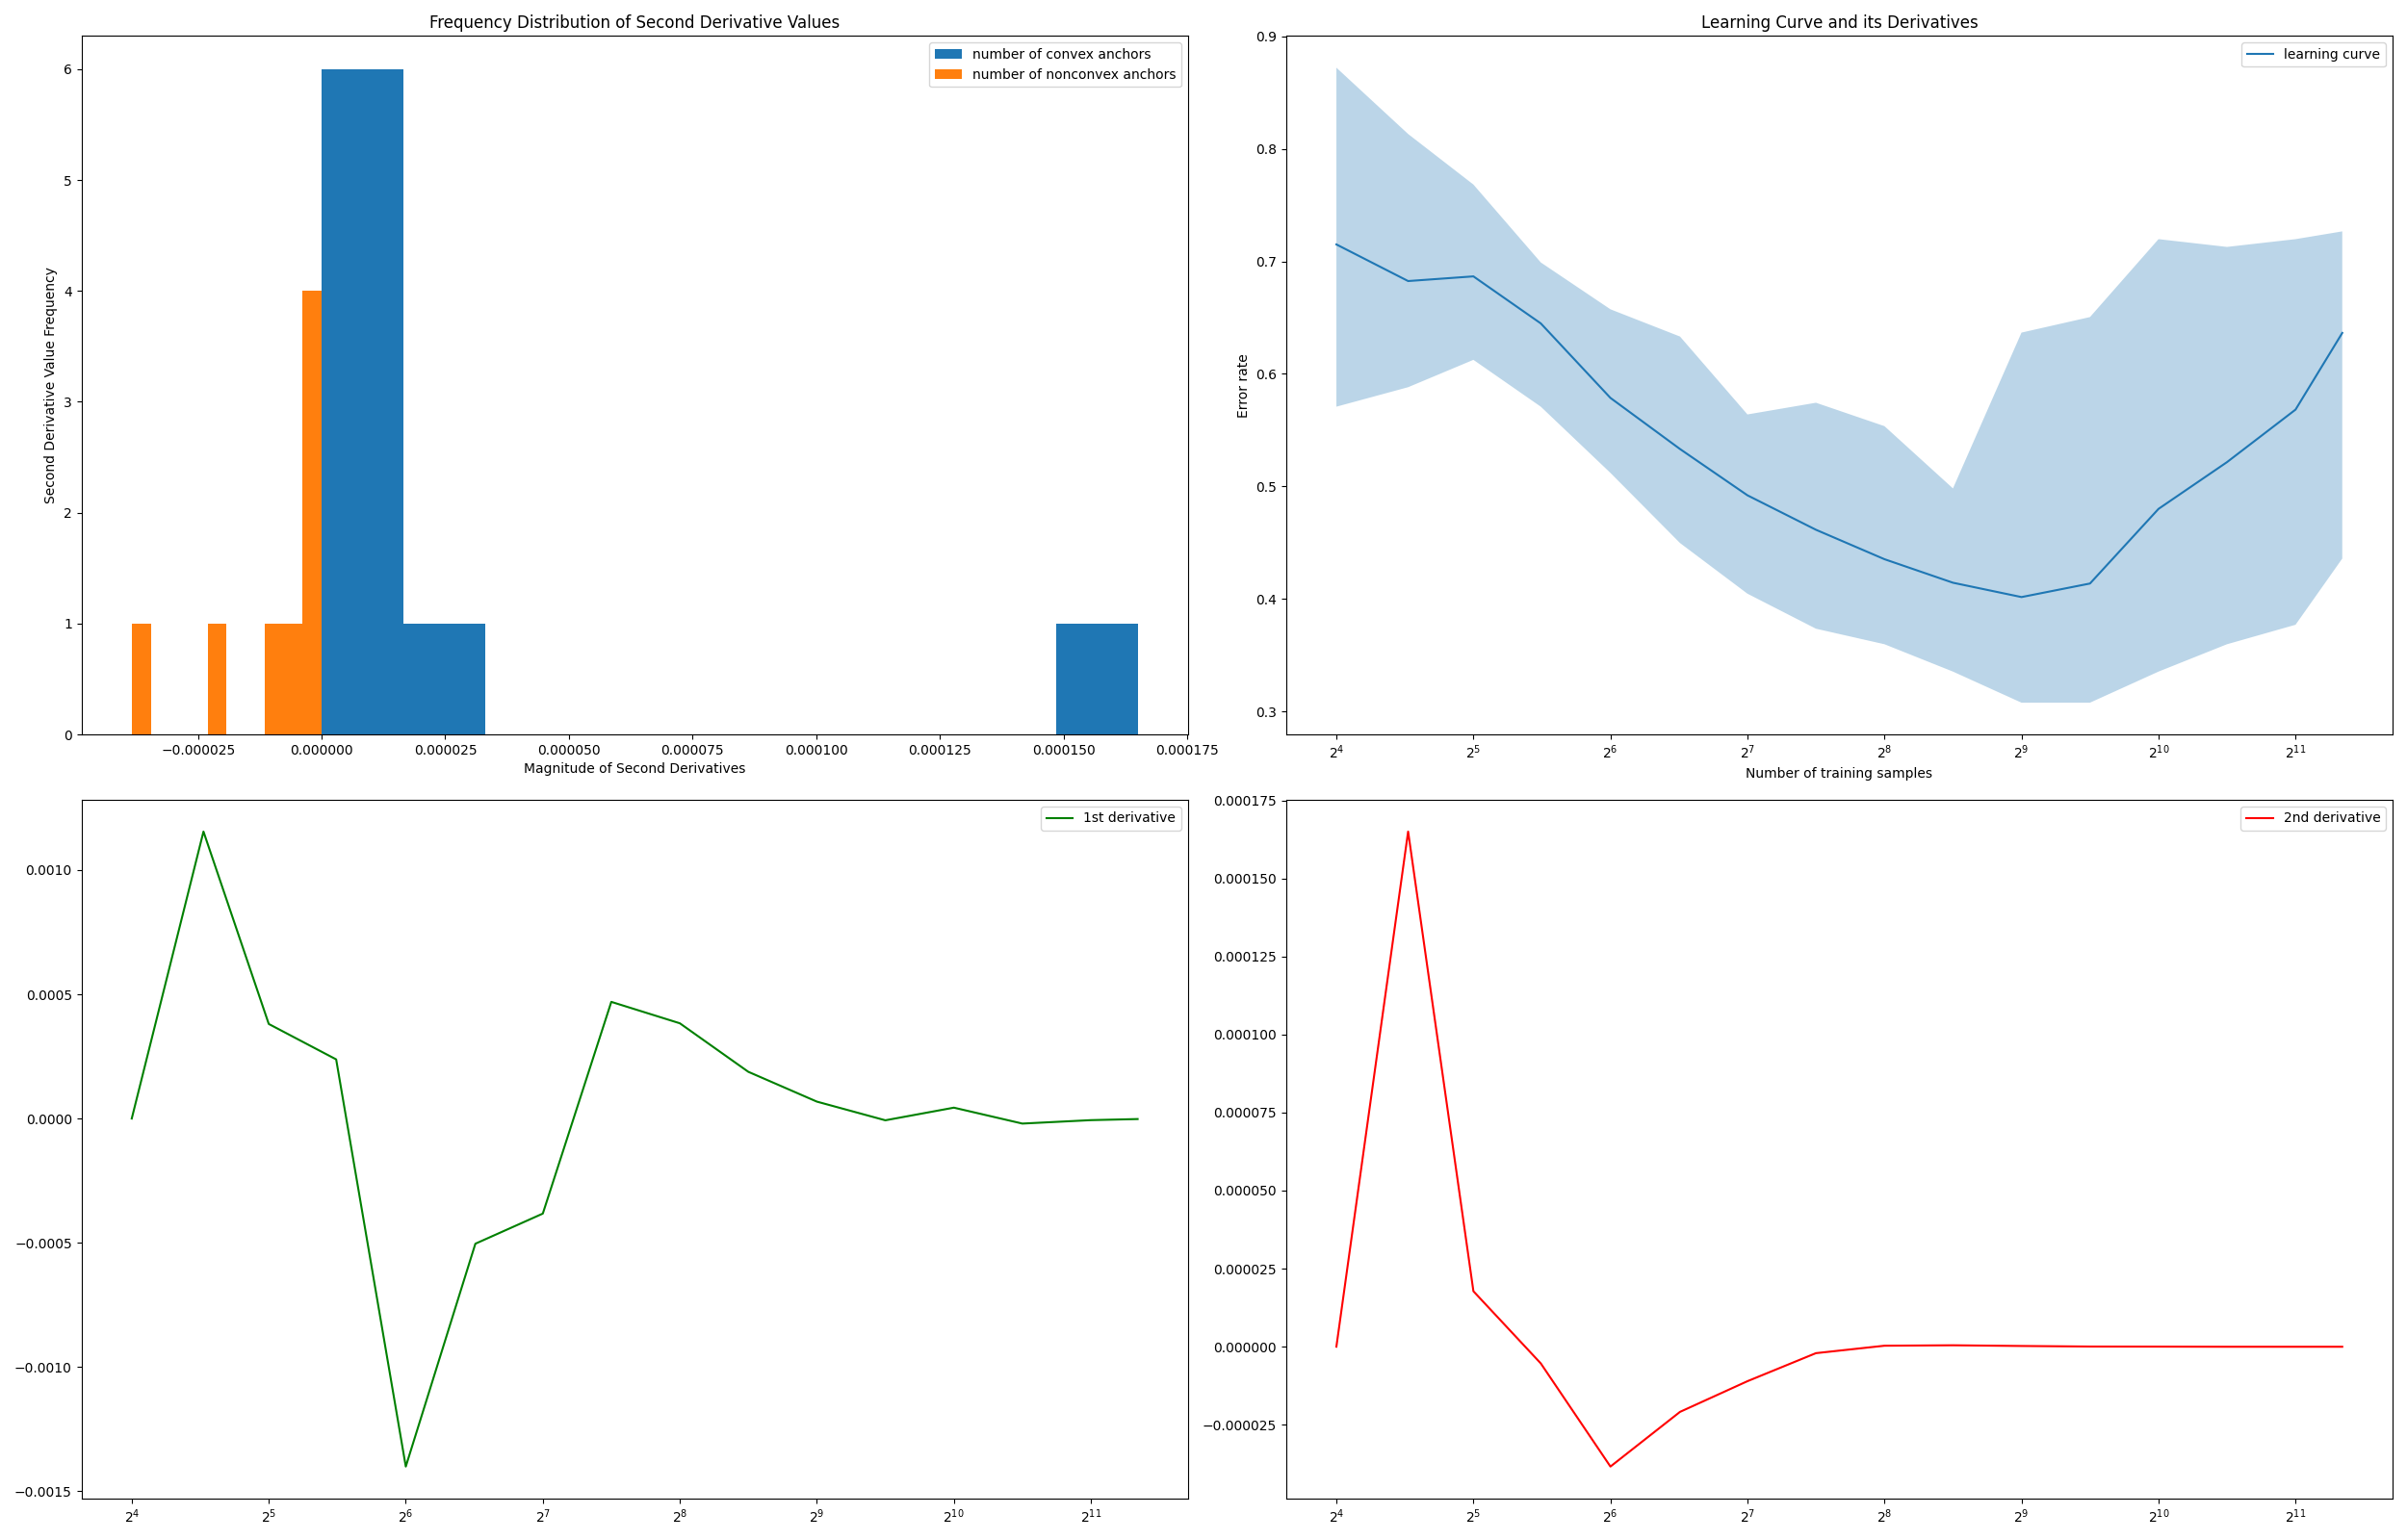 Frequency Distribution of Second Derivative Values
number of convex anchors
number of nonconvex anchors
Second Derivative Value Frequency
6
5
4
3
2
1
0
−0.000025 0.000000 0.000025 0.000050 0.000075 0.000100 0.000125 0.000150 0.000175
Magnitude of Second Derivatives
Learning Curve and its Derivatives
learning curve
Error rate
0.9
0.8
0.7
0.6
0.5
0.4
0.3
2^4 2^5 2^6 2^7 2^8 2^9 2^10 2^11
Number of training samples
1st derivative
0.0010
0.0005
0.0000
−0.0005
−0.0010
−0.0015
2^4 2^5 2^6 2^7 2^8 2^9 2^10 2^11
2nd derivative
0.000175
0.000150
0.000125
0.000100
0.000075
0.000050
0.000025
0.000000
−0.000025
2^4 2^5 2^6 2^7 2^8 2^9 2^10 2^11